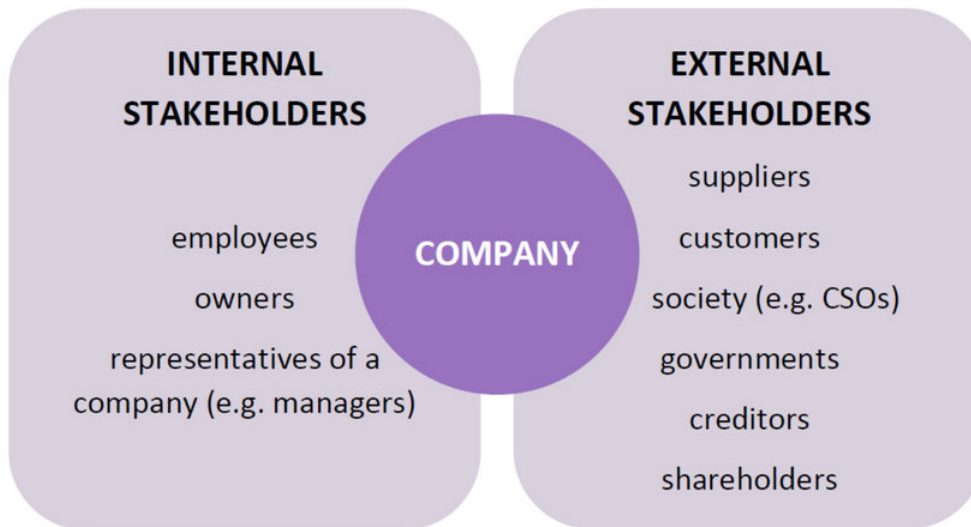 INTERNAL
STAKEHOLDERS
employees
owners
representatives of a
company (e.g. managers)
COMPANY
EXTERNAL
STAKEHOLDERS
suppliers
customers
society (e.g. CSOs)
governments
creditors
shareholders